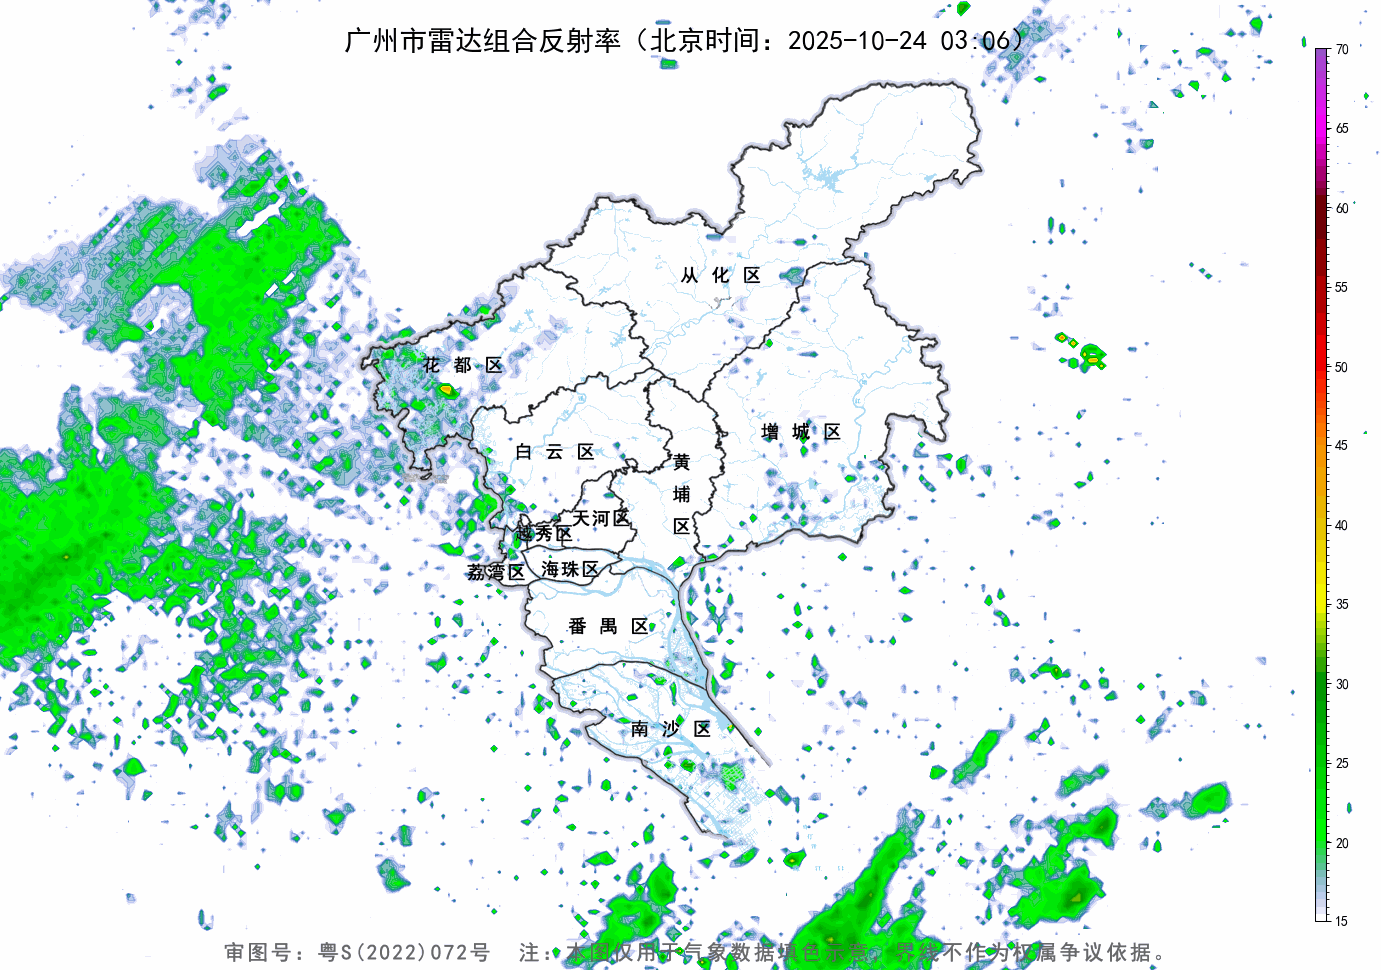 广州市雷达组合反射率（北京时间：2025-10-24 03:06）
70
65
60
55
50
45
40
35
30
25
20
15
从化区
花都区
增城区
白云区
黄埔区
天河区
越秀区
海珠区
荔湾区
番禺区
南沙区
审图号：粤S(2022)072号 注：本图仅用于气象数据填色示意，界线不作为权属争议依据。